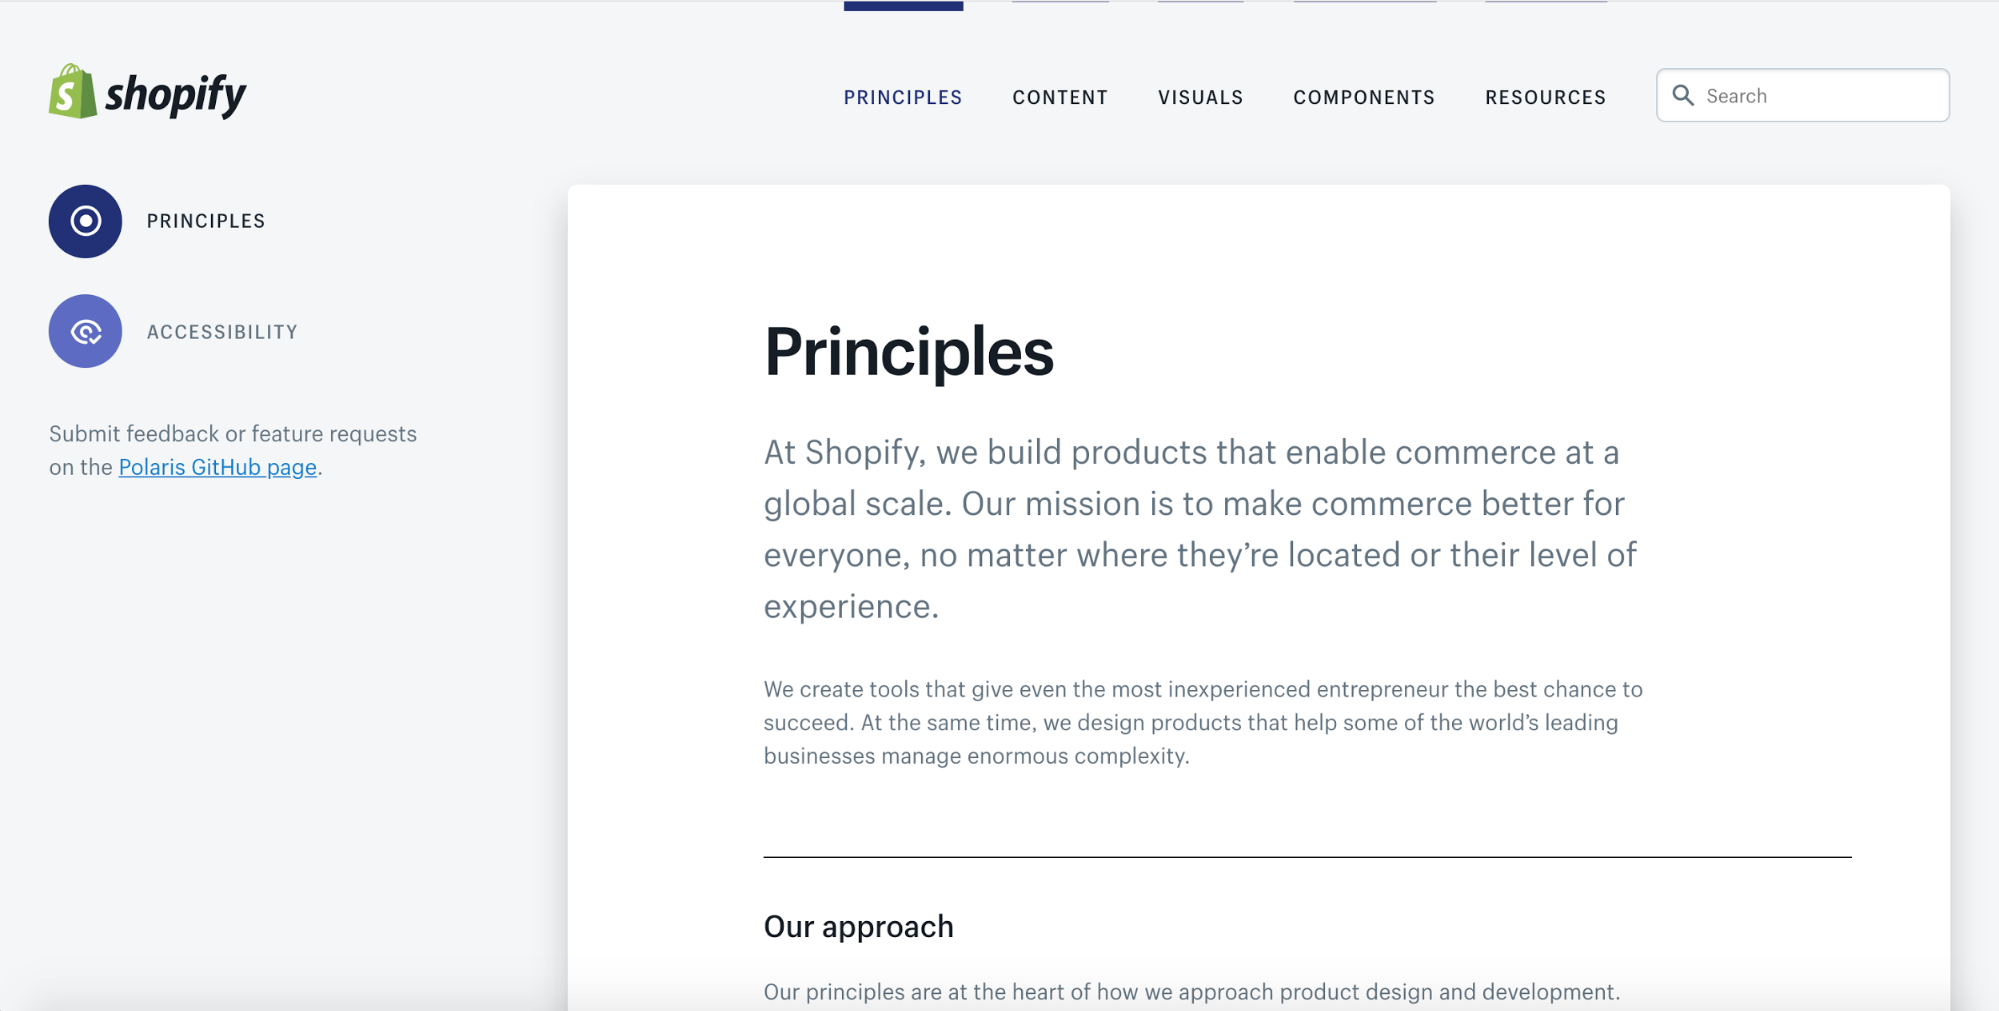 shopify
PRINCIPLES
CONTENT
VISUALS
COMPONENTS
RESOURCES
Search
PRINCIPLES
ACCESSIBILITY
Submit feedback or feature requests
on the Polaris GitHub page.
Principles
At Shopify, we build products that enable commerce at a
global scale. Our mission is to make commerce better for
everyone, no matter where they’re located or their level of
experience.
We create tools that give even the most inexperienced entrepreneur the best chance to
succeed. At the same time, we design products that help some of the world’s leading
businesses manage enormous complexity.
Our approach
Our principles are at the heart of how we approach product design and development.